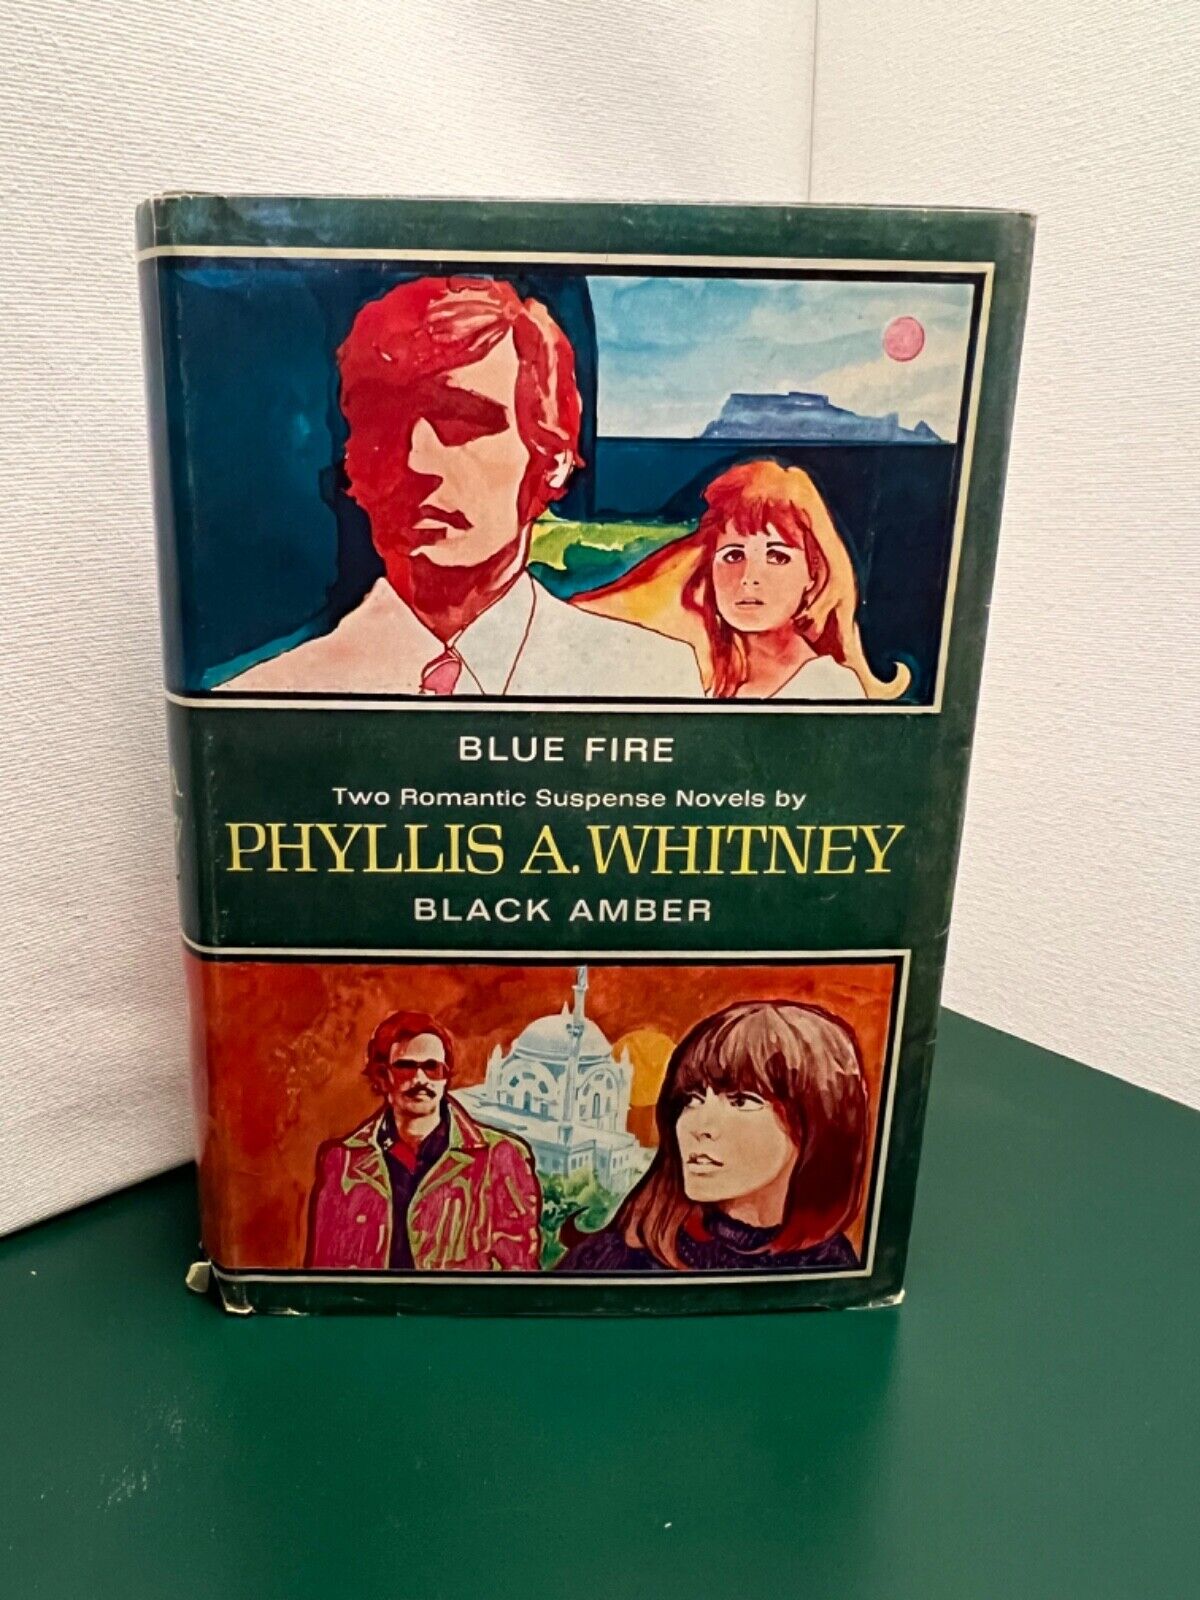 BLUE FIRE
Two Romantic Suspense Novels by
PHYLLIS A. WHITNEY
BLACK AMBER